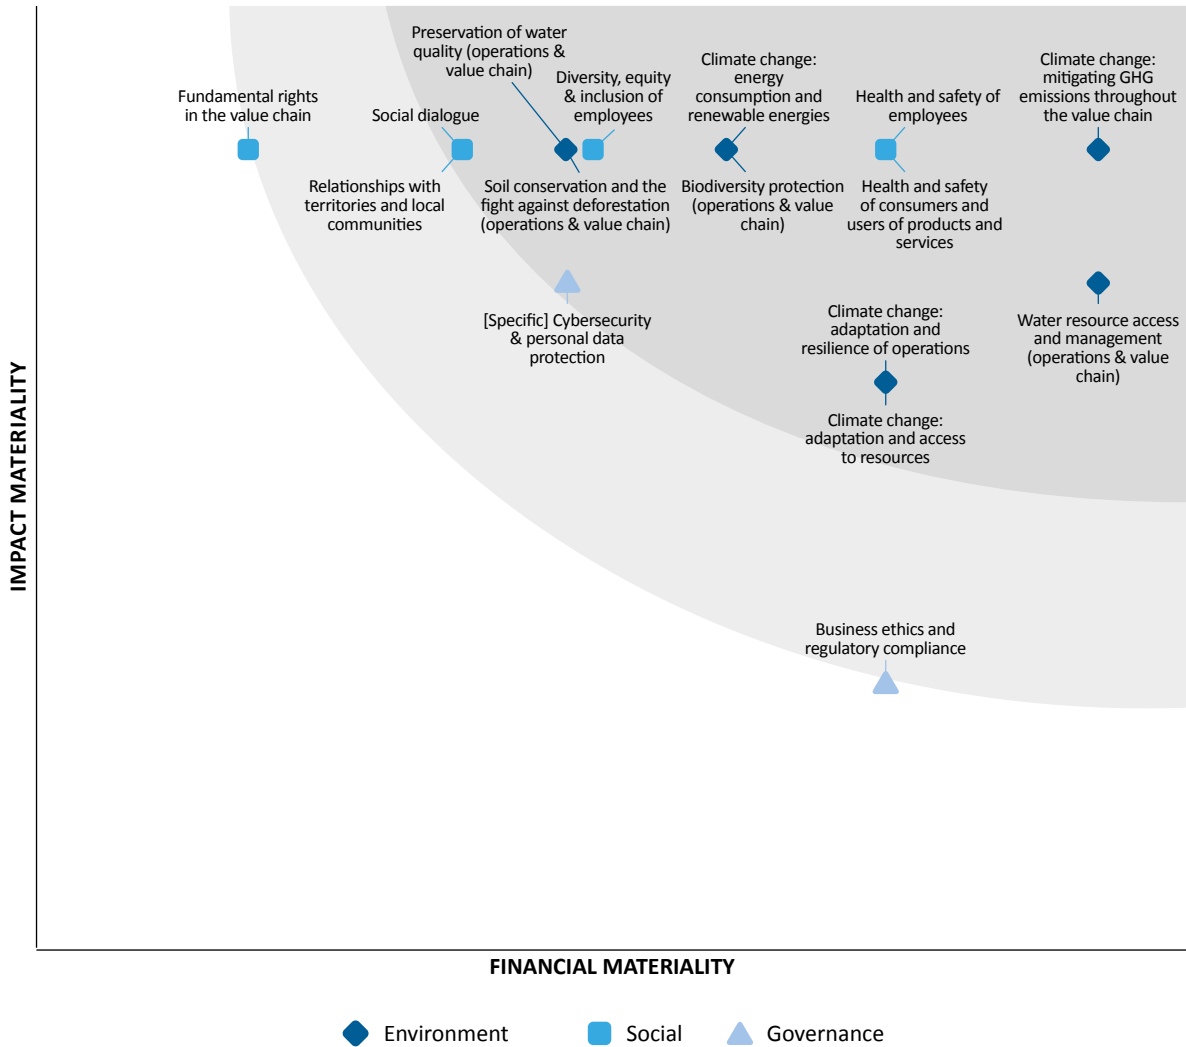 Preservation of water
quality (operations &
value chain)
Diversity, equity
& inclusion of
employees
Climate change:
energy
consumption and
renewable energies
Climate change:
mitigating GHG
emissions throughout
the value chain
Fundamental rights
in the value chain
Social dialogue
Health and safety of
employees
Relationships with
territories and local
communities
Soil conservation and the
fight against deforestation
(operations & value chain)
Biodiversity protection
(operations & value
chain)
Health and safety
of consumers and
users of products and
services
[Specific] Cybersecurity
& personal data
protection
Climate change:
adaptation and
resilience of operations
Water resource access
and management
(operations & value
chain)
Climate change:
adaptation and access
to resources
Business ethics and
regulatory compliance
IMPACT MATERIALITY
FINANCIAL MATERIALITY
Environment
Social
Governance